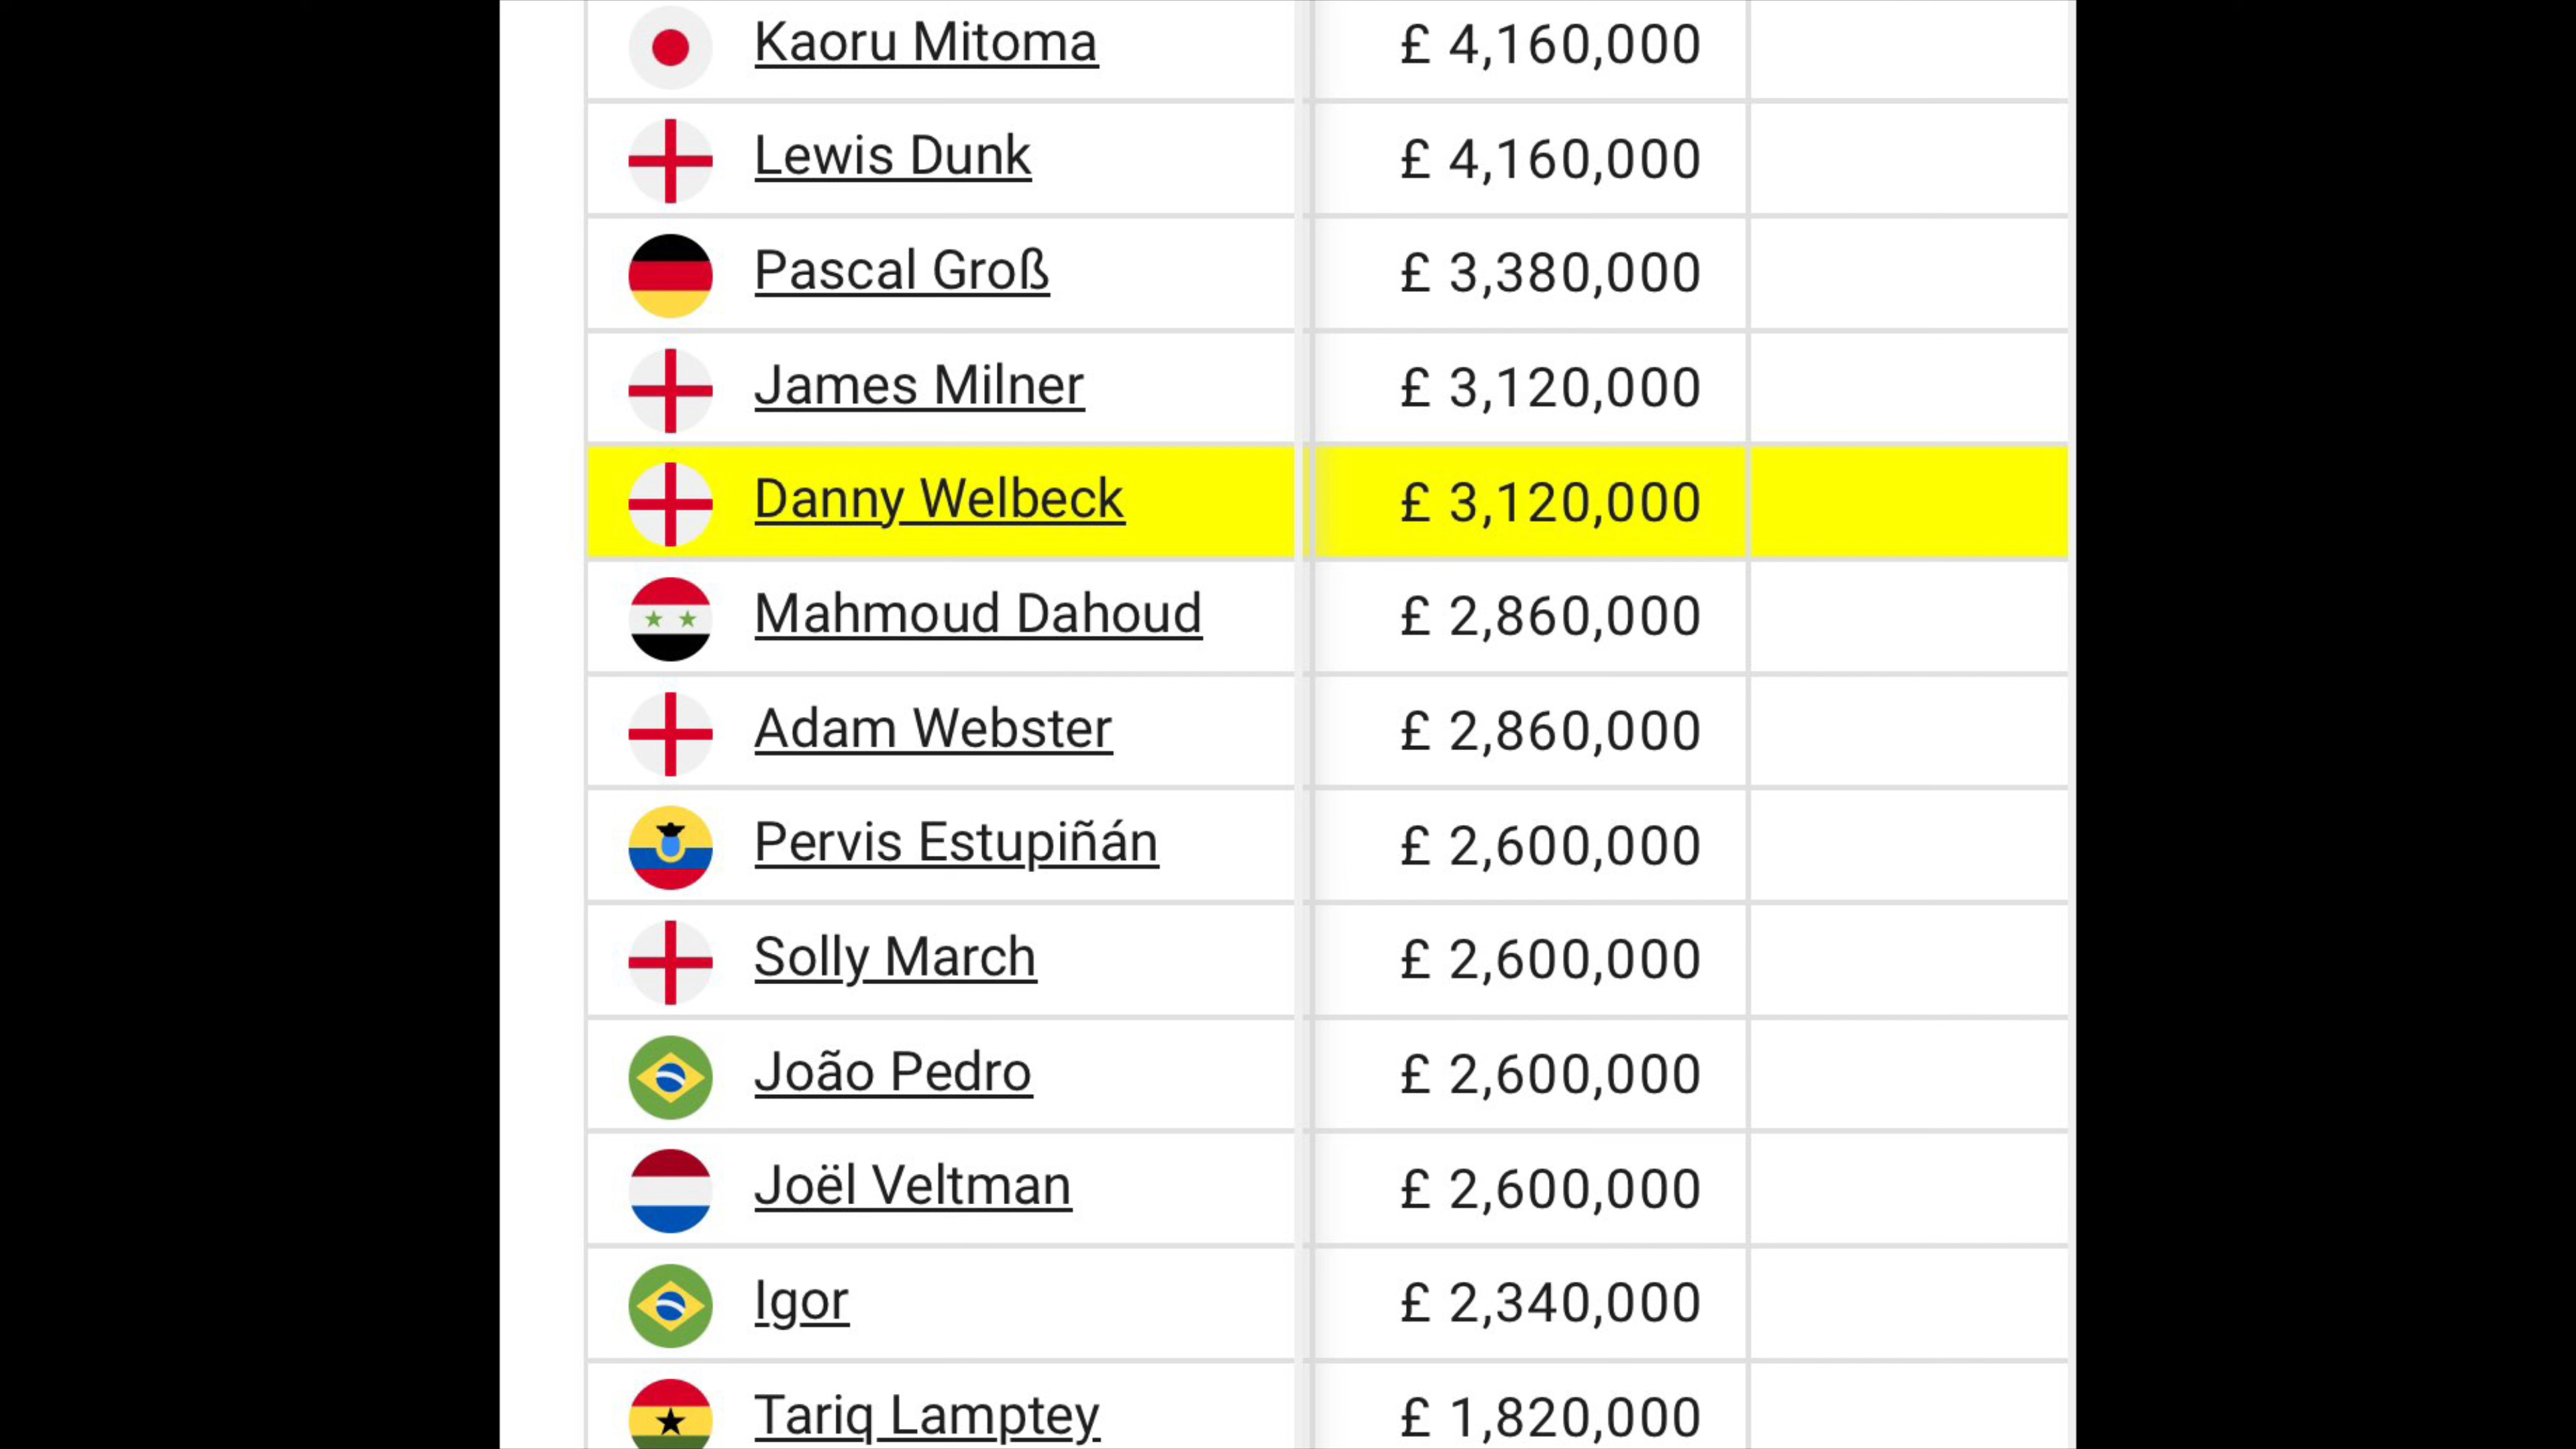 Kaoru Mitoma £ 4,160,000
Lewis Dunk £ 4,160,000
Pascal Groß £ 3,380,000
James Milner £ 3,120,000
Danny Welbeck £ 3,120,000
Mahmoud Dahoud £ 2,860,000
Adam Webster £ 2,860,000
Pervis Estupiñán £ 2,600,000
Solly March £ 2,600,000
João Pedro £ 2,600,000
Joël Veltman £ 2,600,000
Igor £ 2,340,000
Tariq Lamptey £ 1,820,000